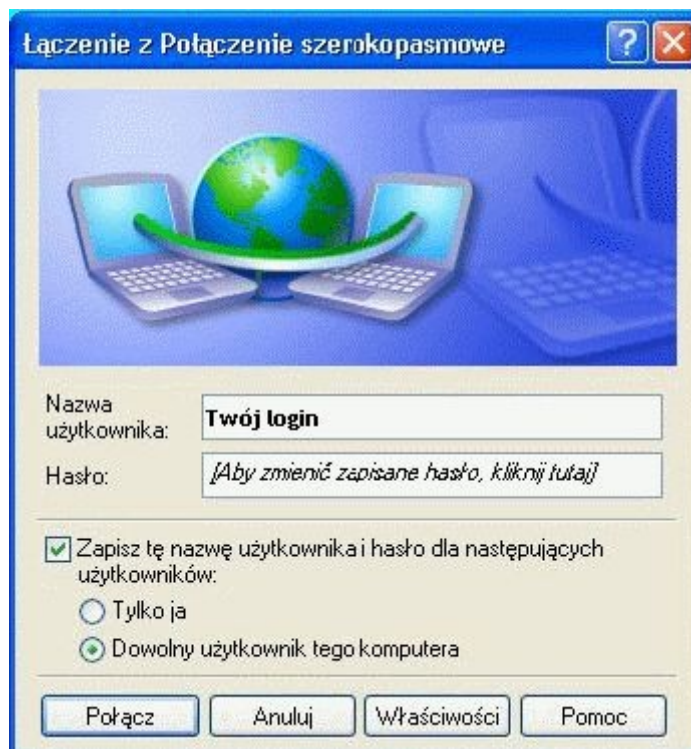 Łączenie z Połączenie szerokopasmowe
Nazwa
użytkownika:
Twój login
Hasło:
[Aby zmienić zapisane hasło, kliknij tutaj]
Zapisz tę nazwę użytkownika i hasło dla następujących
użytkowników:
Tylko ja
Dowolny użytkownik tego komputera
Połącz
Anuluj
Właściwości
Pomoc